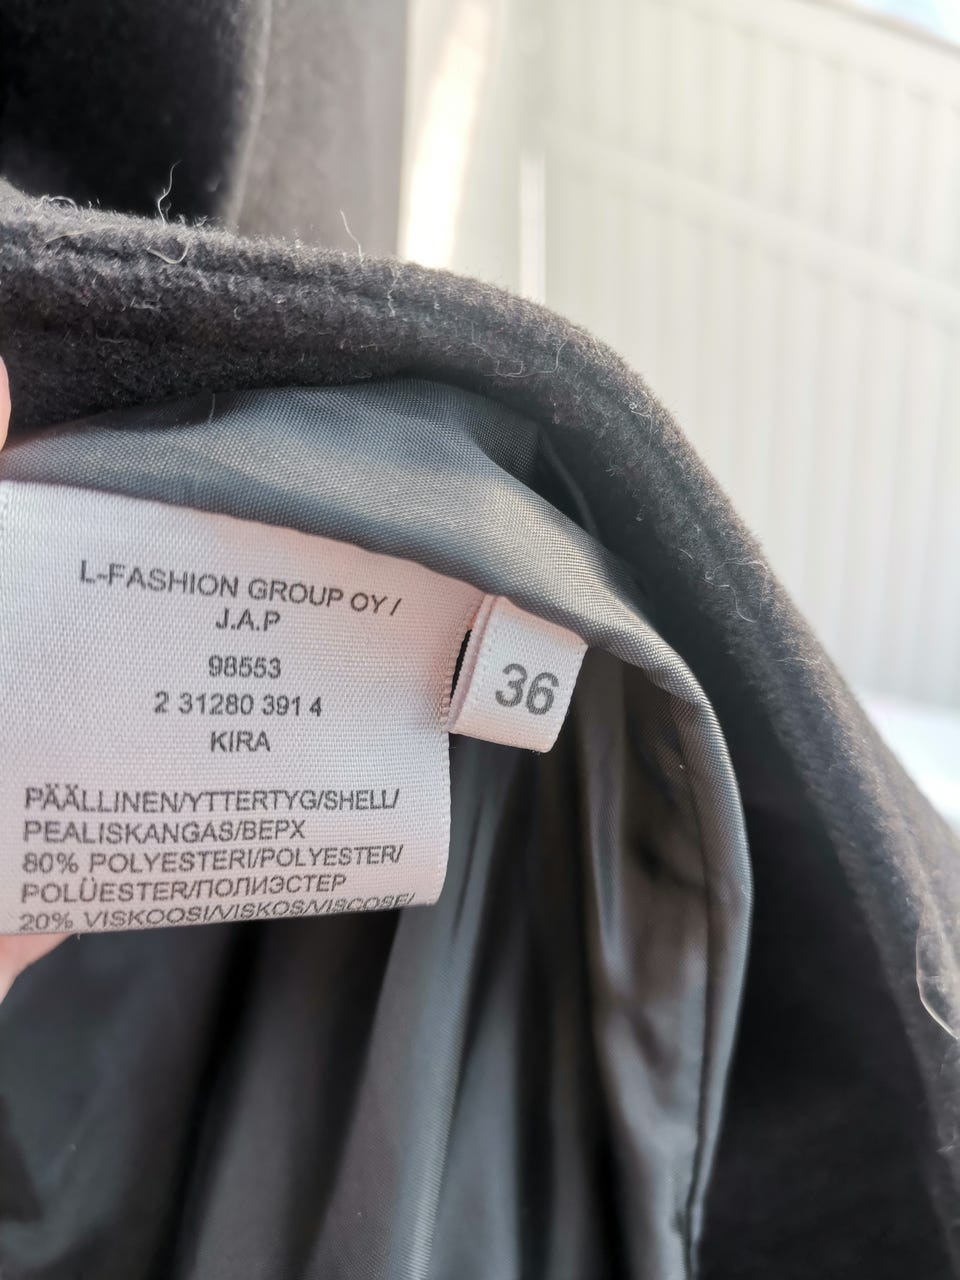 L-FASHION GROUP OY /
J.A.P
98553
2 31280 391 4
KIRA
PÄÄLLINEN/YTTERTYG/SHELL/
PEALISKANGAS/ВЕРХ
80% POLYESTERI/POLYESTER/
POLÜESTER/ПОЛИЭСТЕР
20% VISKOOSI/VISKOS/VISCOSE/
36